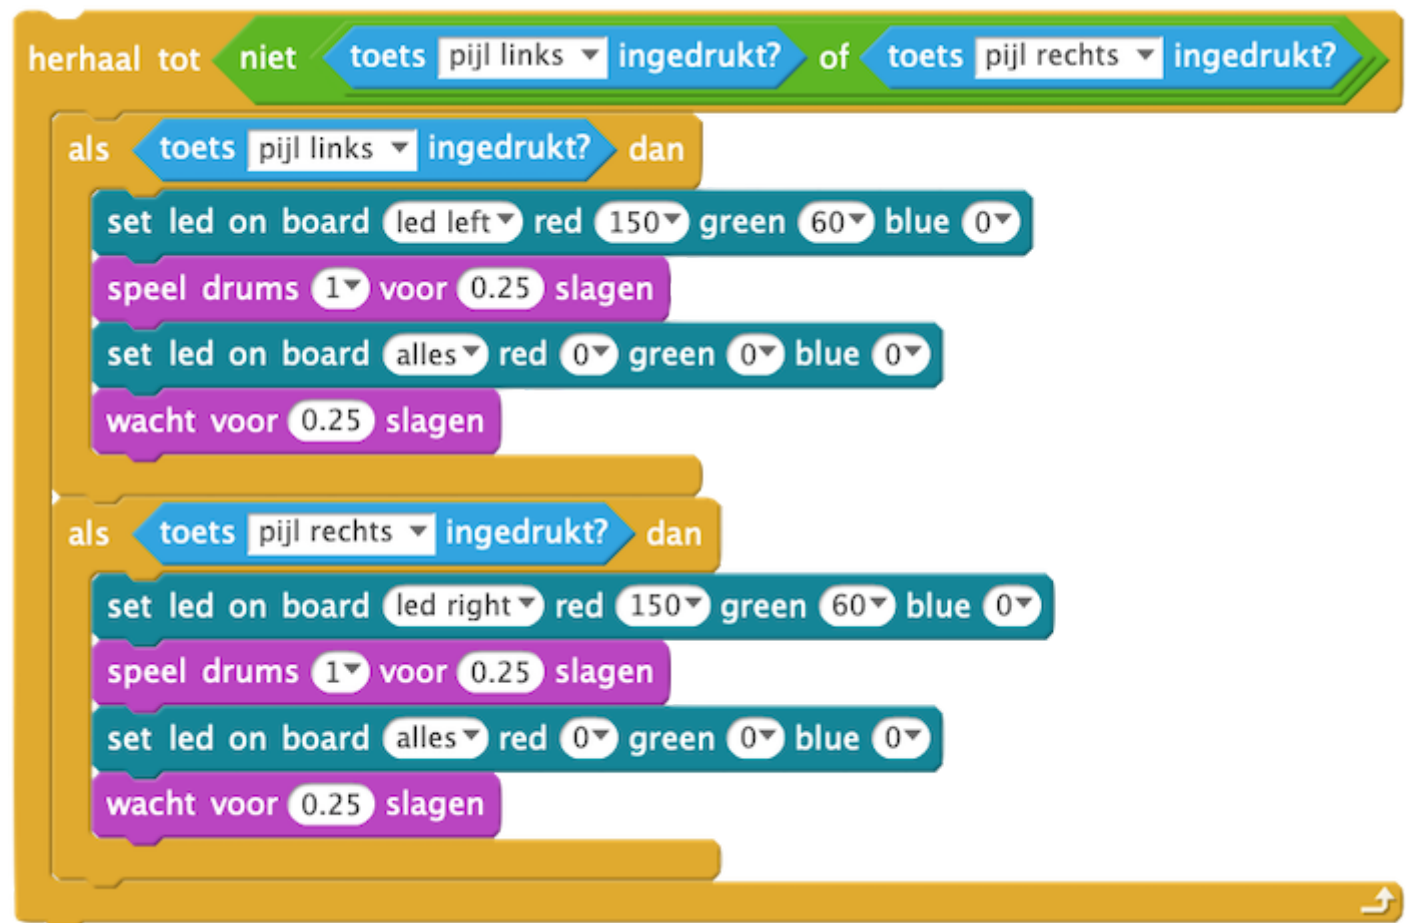 herhaal tot niet toets pijl links ingedrukt? of toets pijl rechts ingedrukt?
als toets pijl links ingedrukt? dan
set led on board led left red 150 green 60 blue 0
speel drums 1 voor 0.25 slagen
set led on board alles red 0 green 0 blue 0
wacht voor 0.25 slagen
als toets pijl rechts ingedrukt? dan
set led on board led right red 150 green 60 blue 0
speel drums 1 voor 0.25 slagen
set led on board alles red 0 green 0 blue 0
wacht voor 0.25 slagen